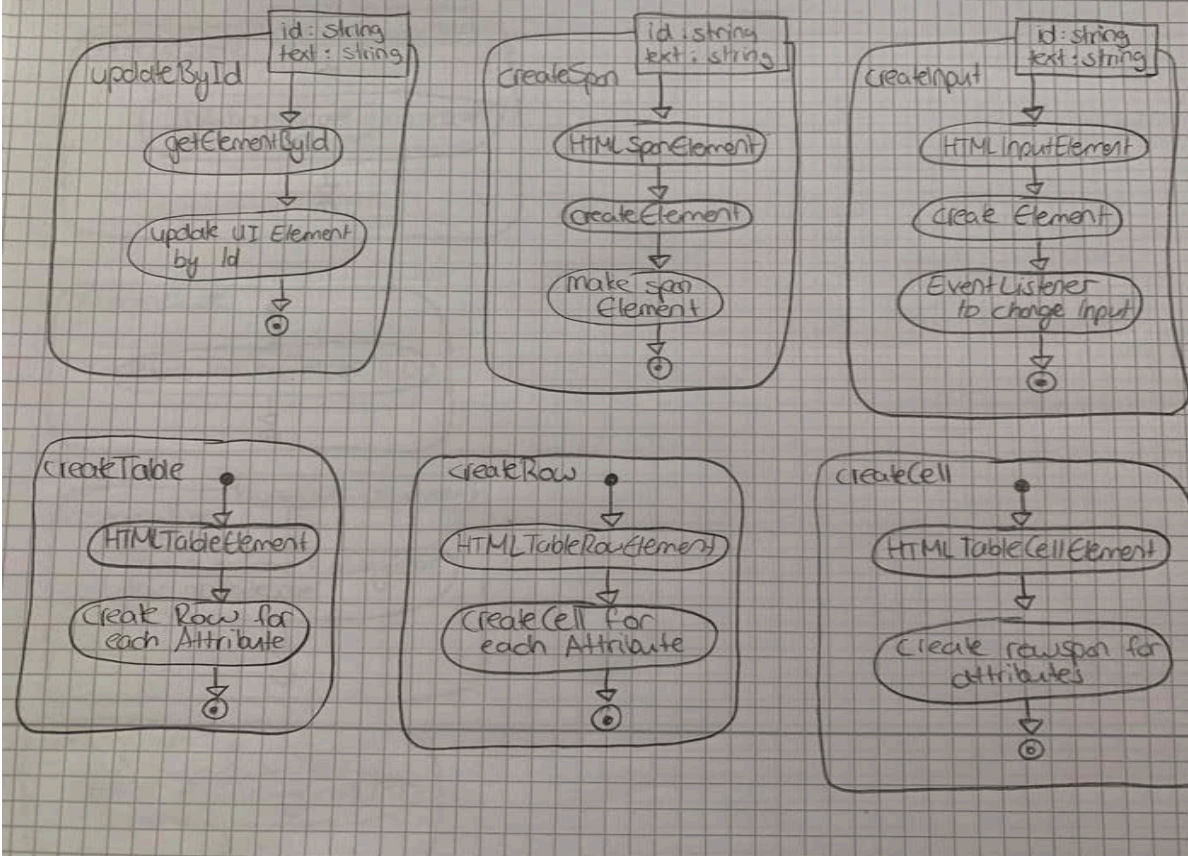 id: string
text: string
updateById
getElementById
update UI Element
by Id
id: string
text: string
createSpan
HTMLSpanElement
createElement
make span
Element
id: string
text: string
createInput
HTMLInputElement
create Element
EventListener
to change input
createTable
HTMLTableElement
Create Row for
each Attribute
createRow
HTMLTableRowElement
createCell for
each Attribute
createCell
HTMLTableCellElement
Create rowspan for
attributes